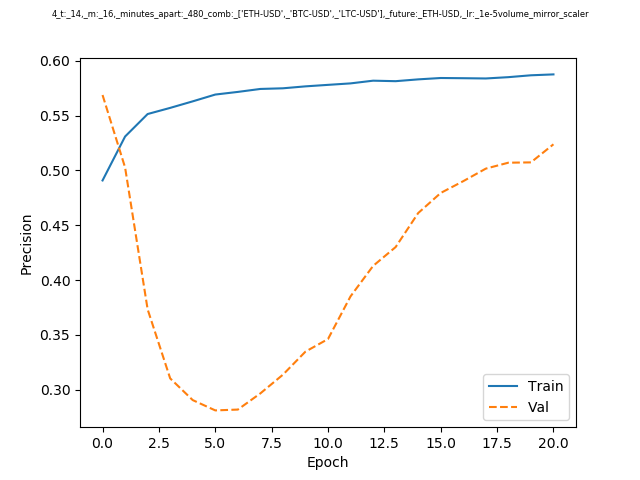 4_t:_14,_m:_16,_minutes_apart:_480_comb:_['ETH-USD',_'BTC-USD',_'LTC-USD'],_future:_ETH-USD,_lr:_1e-5volume_mirror_scaler
0.60
0.55
0.50
0.45
0.40
0.35
0.30
Precision
Train
Val
0.0 2.5 5.0 7.5 10.0 12.5 15.0 17.5 20.0
Epoch